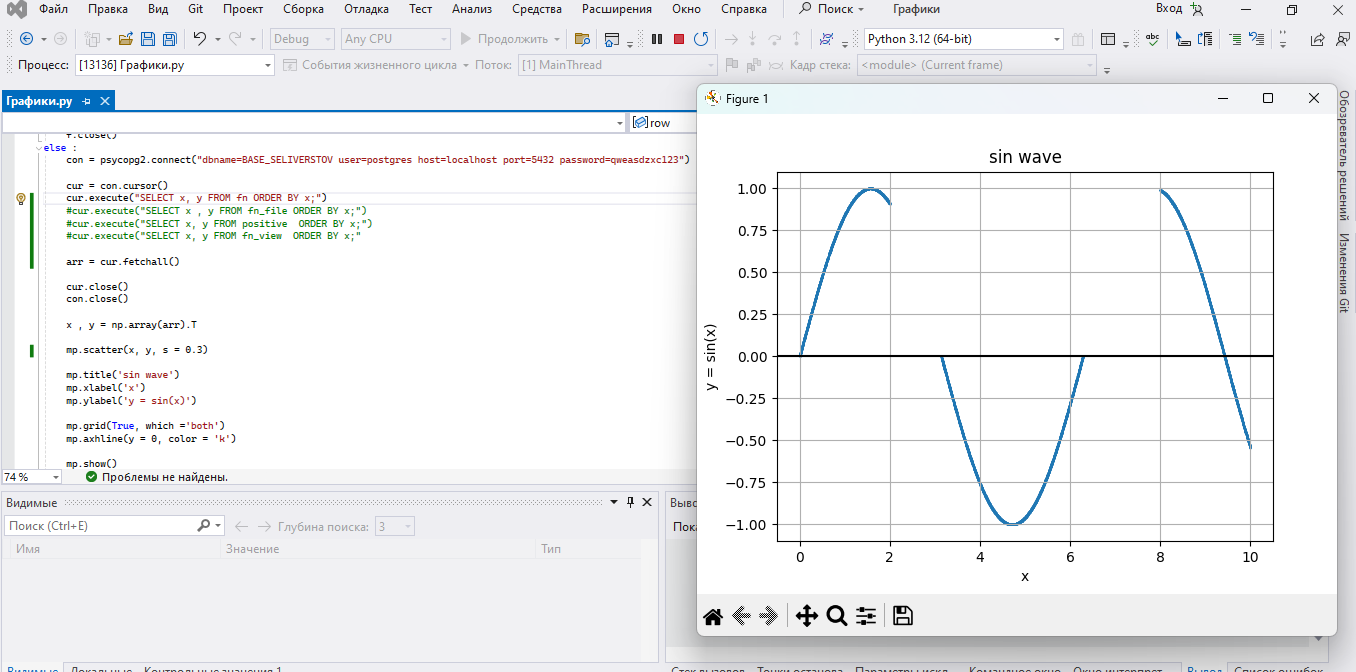 Файл Правка Вид Git Проект Сборка Отладка Тест Анализ Средства Расширения Окно Справка Поиск Графики Вход
Debug Any CPU Продолжить Python 3.12 (64-bit) abc
Процесс: [13136] Графики.py События жизненного цикла Поток: [1] MainThread Кадр стека: <module> (Current frame)
Графики.py
row
f.close()
else :
con = psycopg2.connect("dbname=BASE_SELIVERSTOV user=postgres host=localhost port=5432 password=qweasdzxc123")
cur = con.cursor()
cur.execute("SELECT x, y FROM fn ORDER BY x;")
#cur.execute("SELECT x , y FROM fn_file ORDER BY x;")
#cur.execute("SELECT x, y FROM positive  ORDER BY x;")
#cur.execute("SELECT x, y FROM fn_view  ORDER BY x;"
arr = cur.fetchall()
cur.close()
con.close()
x , y = np.array(arr).T
mp.scatter(x, y, s = 0.3)
mp.title('sin wave')
mp.xlabel('x')
mp.ylabel('y = sin(x)')
mp.grid(True, which ='both')
mp.axhline(y = 0, color = 'k')
mp.show()
74 % Проблемы не найдены.
Видимые
Поиск (Ctrl+E) Глубина поиска: 3
Имя Значение Тип
Видимые Локальные Контрольные значения 1
Figure 1
sin wave
1.00
0.75
0.50
0.25
0.00
−0.25
−0.50
−0.75
−1.00
y = sin(x)
0 2 4 6 8 10
x
Обозреватель решений
Изменения Git
Стек вызовов Точки останова Параметры искл... Командное окно Окно интерпрет... Вывод Список ошибок